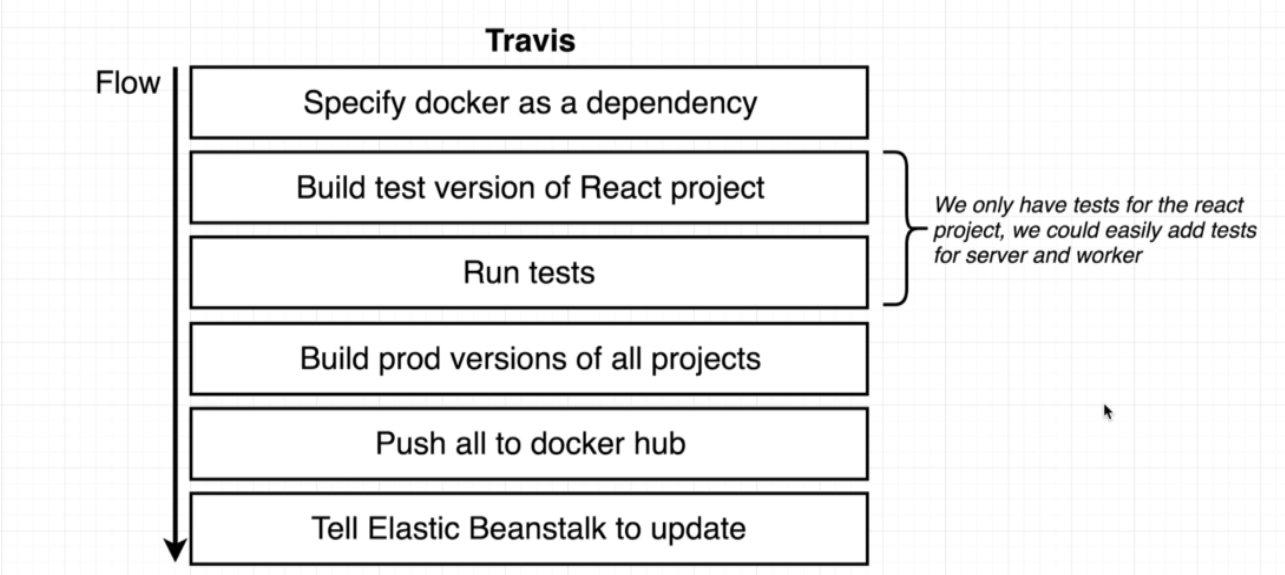 Travis
Flow
Specify docker as a dependency
Build test version of React project
We only have tests for the react
project, we could easily add tests
for server and worker
Run tests
Build prod versions of all projects
Push all to docker hub
Tell Elastic Beanstalk to update